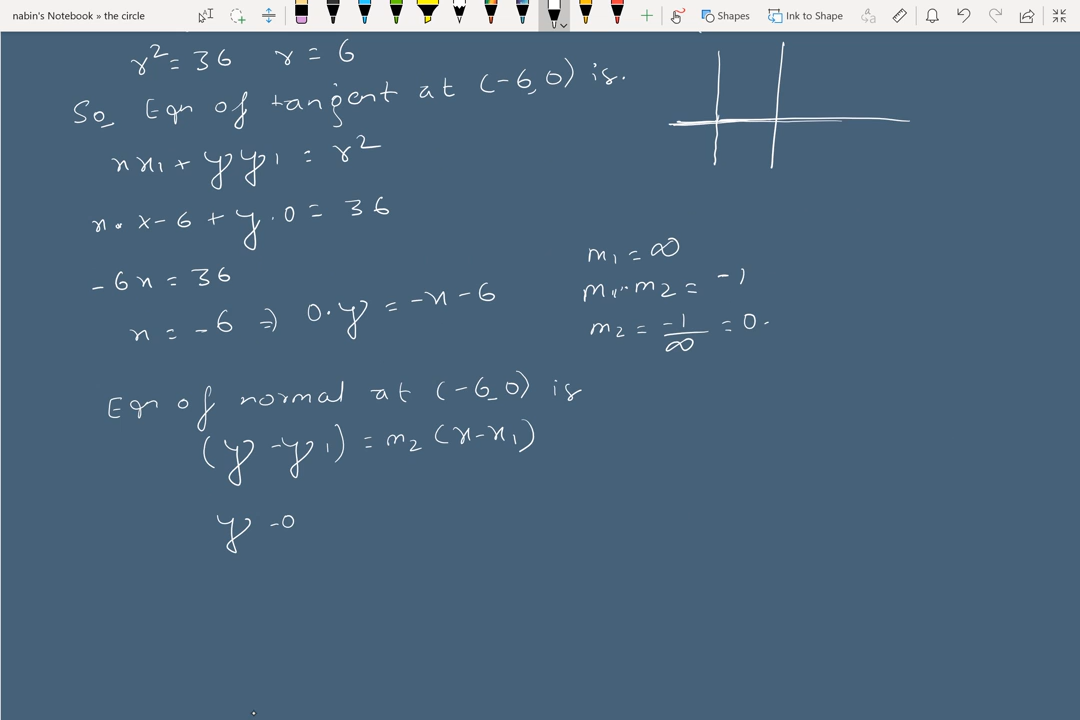 nabin's Notebook » the circle
Shapes
Ink to Shape
r² = 36 r = 6
So, Eqn of tangent at (-6, 0) is.
x x₁ + y y₁ = r²
x · x - 6 + y · 0 = 36
- 6x = 36
x = - 6 ⇒ 0 · y = - x - 6
m₁ = ∞
m₁ · m₂ = - 1
m₂ = -1/∞ = 0.
Eqn of normal at (-6, 0) is
(y - y₁) = m₂ (x - x₁)
y - 0